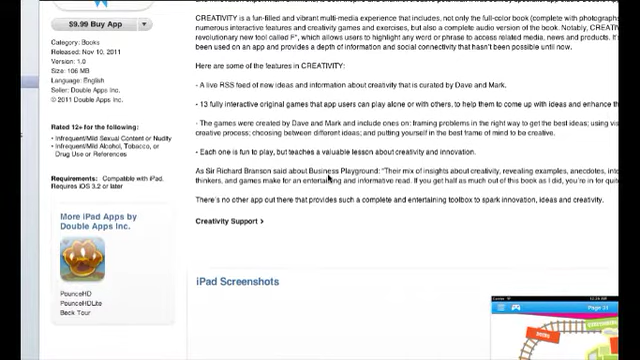 $9.99 Buy App
Category: Books
Released: Nov 10, 2011
Version: 1.0
Size: 106 MB
Language: English
Seller: Double Apps Inc.
© 2011 Double Apps Inc.
Rated 12+ for the following:
• Infrequent/Mild Sexual Content or Nudity
• Infrequent/Mild Alcohol, Tobacco, or
Drug Use or References
Requirements: Compatible with iPad.
Requires iOS 3.2 or later
More iPad Apps by
Double Apps Inc.
PounceHD
PounceHDLite
Beck Tour
CREATIVITY is a fun-filled and vibrant multi-media experience that includes, not only the full-color book (complete with photograph
numerous interactive features and creativity games and exercises, but also a complete audio version of the book. Notably, CREATIV
revolutionary new tool called F°, which allows users to highlight any word or phrase to access related media, news and products. It
been used on an app and provides a depth of information and social connectivity that hasn't been possible until now.
Here are some of the features in CREATIVITY:
- A live RSS feed of new ideas and information about creativity that is curated by Dave and Mark.
- 13 fully interactive original games that app users can play alone or with others, to help them to come up with ideas and enhance th
- The games were created by Dave and Mark and include ones on: framing problems in the right way to get the best ideas; using vis
creative process; choosing between different ideas; and putting yourself in the best frame of mind to be creative.
- Each one is fun to play, but teaches a valuable lesson about creativity and innovation.
As Sir Richard Branson said about Business Playground: "Their mix of insights about creativity, revealing examples, anecdotes, inte
thinkers, and games make for an entertaining and informative read. If you get half as much out of this book as I did, you're in for quit
There's no other app out there that provides such a complete and entertaining toolbox to spark innovation, ideas and creativity.
Creativity Support >
iPad Screenshots
Page 31